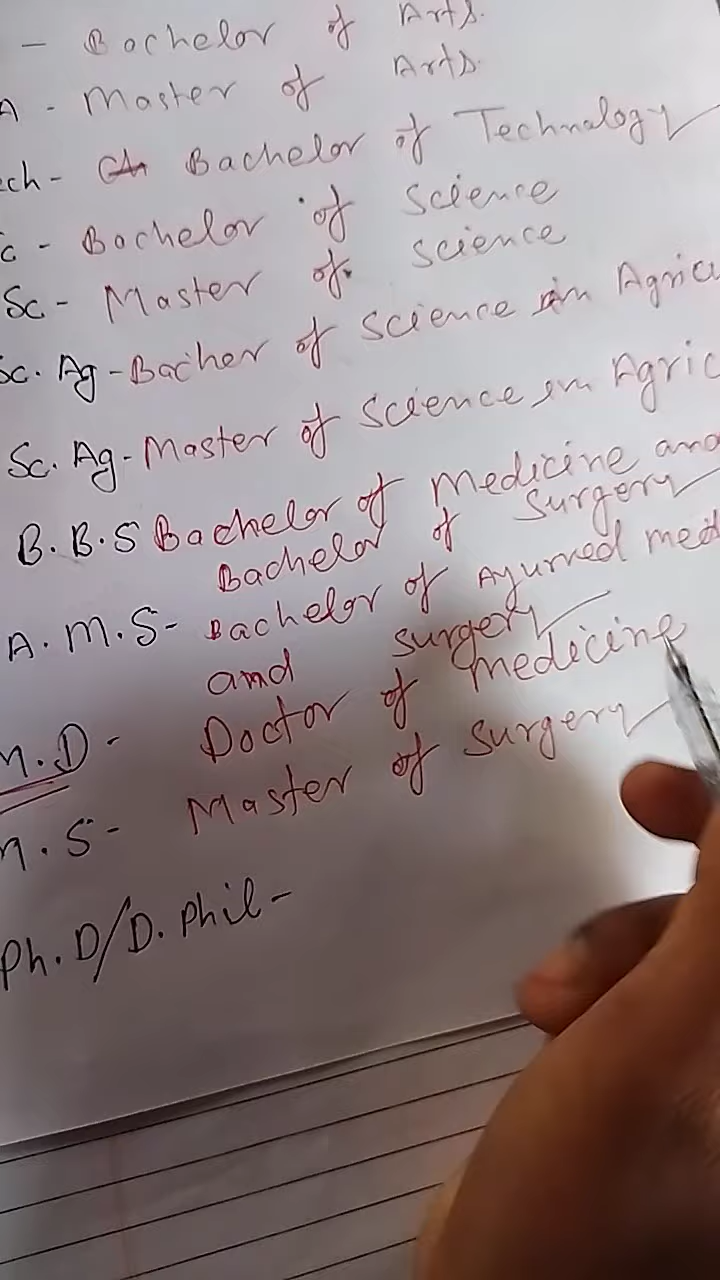 - Bachelor of Arts.
A - Master of Arts
ech - Bachelor of Technology
c - Bachelor of Science
Sc - Master of science
Sc. Ag - Bacher of Science in Agricu
Sc. Ag - Master of Science in Agric
B.B.S Bachelor of Medicine and
Bachelor of Surgery
A.M.S - Bachelor of Ayurved med
and surgery
M.D - Doctor of medicine
M.S - Master of Surgery
Ph.D/D.Phil -